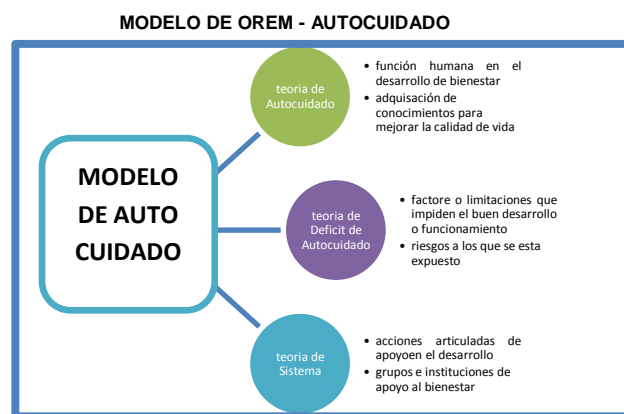 MODELO DE OREM - AUTOCUIDADO
MODELO
DE AUTO
CUIDADO
teoria de
Autocuidado
• función humana en el
desarrollo de bienestar
• adquisación de
conocimientos para
mejorar la calidad de vida
teoria de
Deficit de
Autocuidado
• factore o limitaciones que
impiden el buen desarrollo
o funcionamiento
• riesgos a los que se esta
expuesto
teoria de
Sistema
• acciones articuladas de
apoyoen el desarrollo
• grupos e instituciones de
apoyo al bienestar